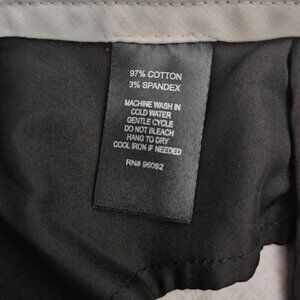 97% COTTON
3% SPANDEX
MACHINE WASH IN
COLD WATER
GENTLE CYCLE
DO NOT BLEACH
HANG TO DRY
COOL IRON IF NEEDED
RN# 96092